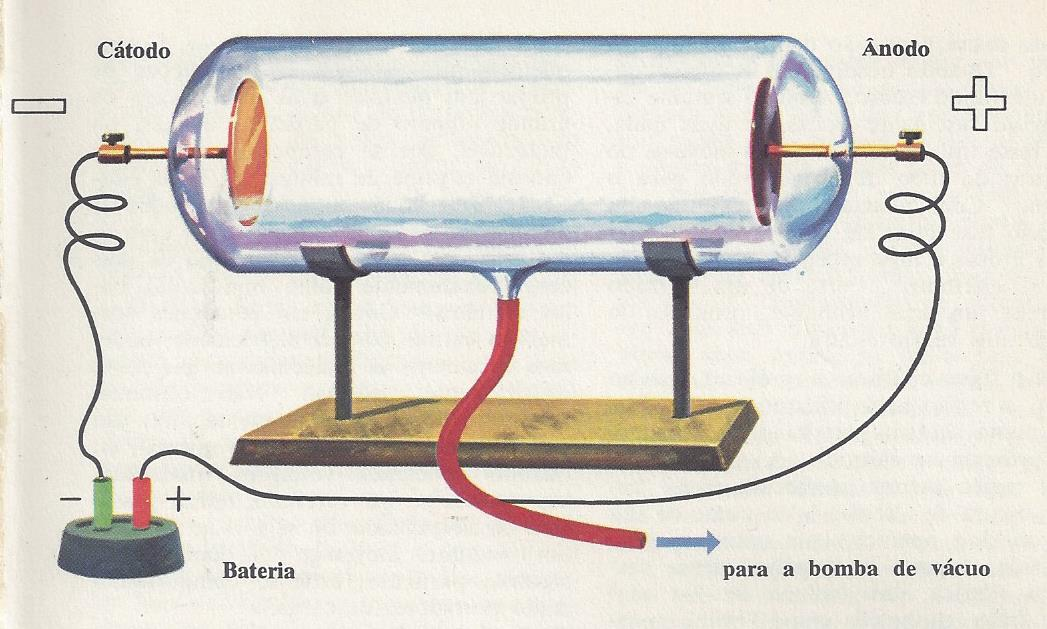 Cátodo
Ânodo
−
+
− +
Bateria
para a bomba de vácuo